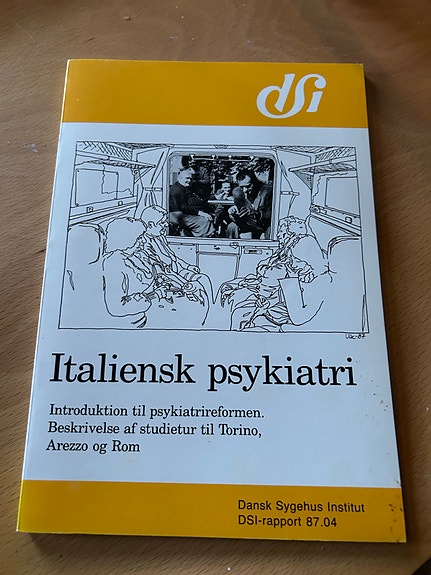 dsi
Italiensk psykiatri
Introduktion til psykiatrireformen.
Beskrivelse af studietur til Torino,
Arezzo og Rom
Dansk Sygehus Institut
DSI-rapport 87.04